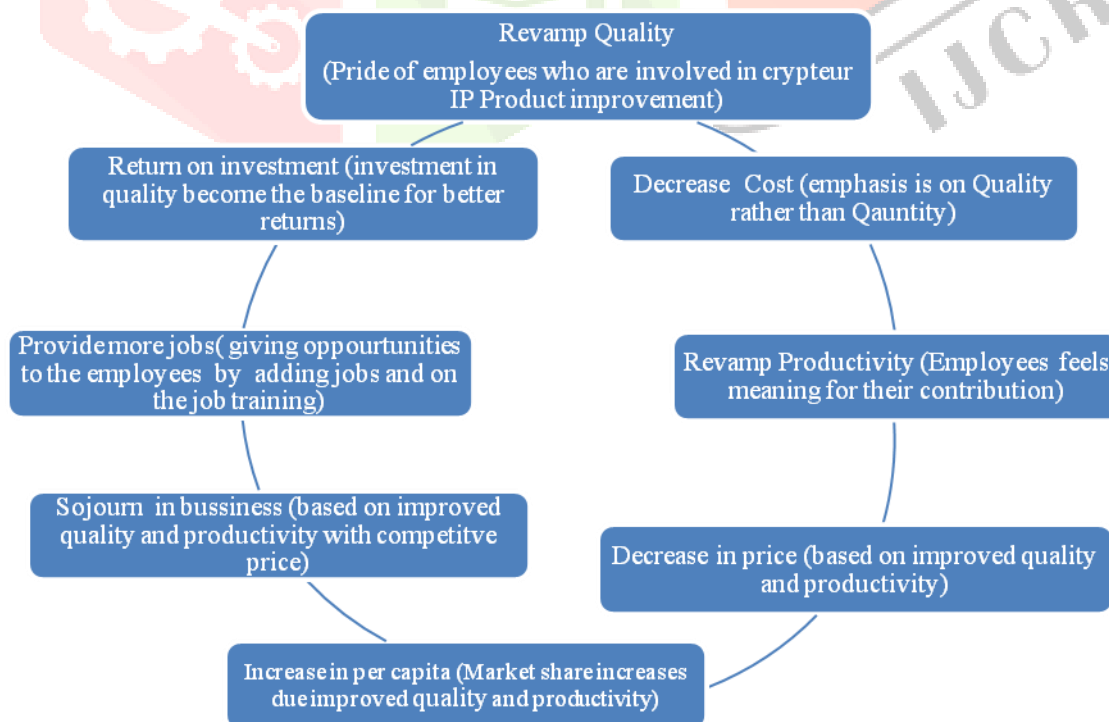 Revamp Quality
(Pride of employees who are involved in crypteur
IP Product improvement)
IJCR
Decrease Cost (emphasis is on Quality
rather than Qauntity)
Revamp Productivity (Employees feels
meaning for their contribution)
Decrease in price (based on improved quality
and productivity)
Increase in per capita (Market share increases
due improved quality and productivity)
Sojourn in bussiness (based on improved
quality and productivity with competitve
price)
Provide more jobs( giving oppourtunities
to the employees by adding jobs and on
the job training)
Return on investment (investment in
quality become the baseline for better
returns)